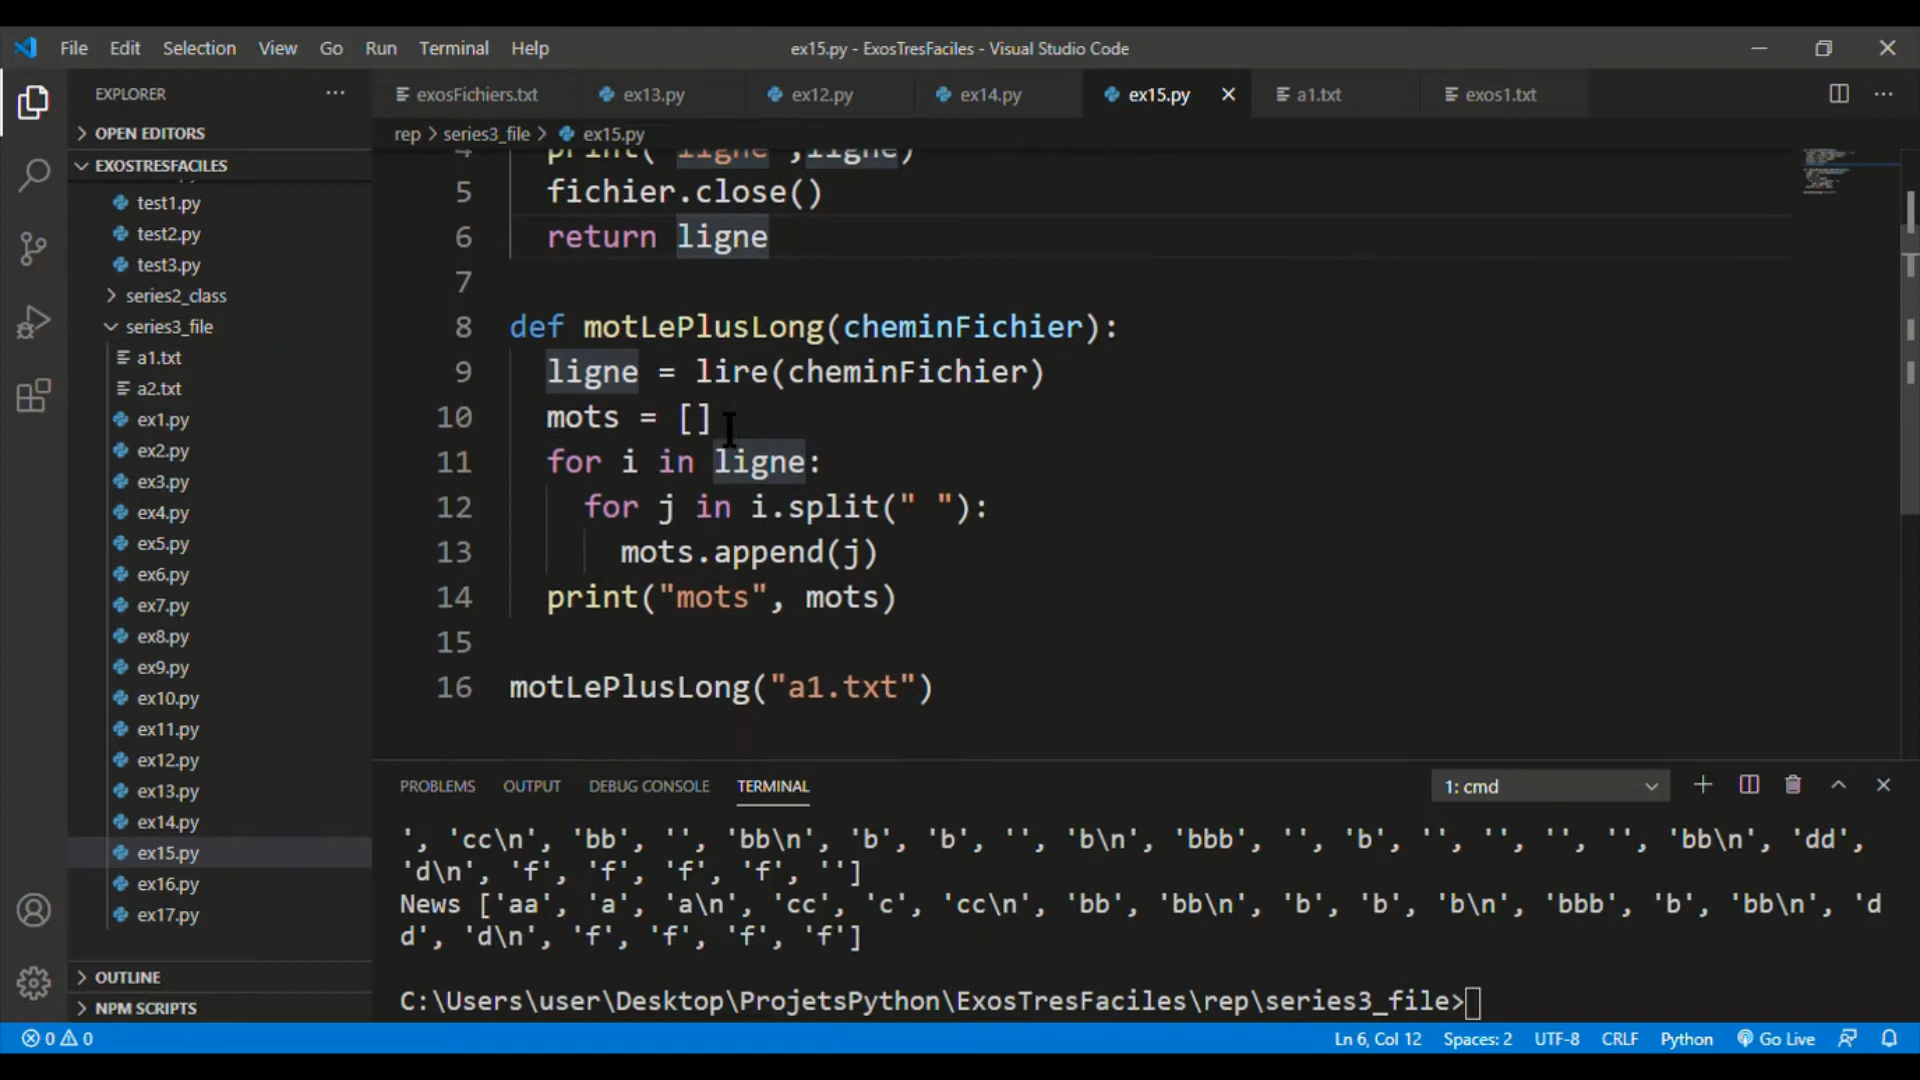 File Edit Selection View Go Run Terminal Help ex15.py - ExosTresFaciles - Visual Studio Code
EXPLORER ··· exosFichiers.txt ex13.py ex12.py ex14.py ex15.py a1.txt exos1.txt ···
OPEN EDITORS
rep > series3_file > ex15.py
EXOSTRESFACILES
test1.py
test2.py
test3.py
series2_class
series3_file
a1.txt
a2.txt
ex1.py
ex2.py
ex3.py
ex4.py
ex5.py
ex6.py
ex7.py
ex8.py
ex9.py
ex10.py
ex11.py
ex12.py
ex13.py
ex14.py
ex15.py
ex16.py
ex17.py
OUTLINE
NPM SCRIPTS
4 print("ligne",ligne)
5 fichier.close()
6 return ligne
7
8 def motLePlusLong(cheminFichier):
9 ligne = lire(cheminFichier)
10 mots = []
11 for i in ligne:
12 for j in i.split(" "):
13 mots.append(j)
14 print("mots", mots)
15
16 motLePlusLong("a1.txt")
PROBLEMS OUTPUT DEBUG CONSOLE TERMINAL 1: cmd
', 'cc\n', 'bb', '', 'bb\n', 'b', 'b', '', 'b\n', 'bbb', '', 'b', '', '', '', '', 'bb\n', 'dd',
'd\n', 'f', 'f', 'f', 'f', '']
News ['aa', 'a', 'a\n', 'cc', 'c', 'cc\n', 'bb', 'bb\n', 'b', 'b', 'b\n', 'bbb', 'b', 'bb\n', 'd
d', 'd\n', 'f', 'f', 'f', 'f']
C:\Users\user\Desktop\ProjetsPython\ExosTresFaciles\rep\series3_file>
0 0 Ln 6, Col 12 Spaces: 2 UTF-8 CRLF Python Go Live